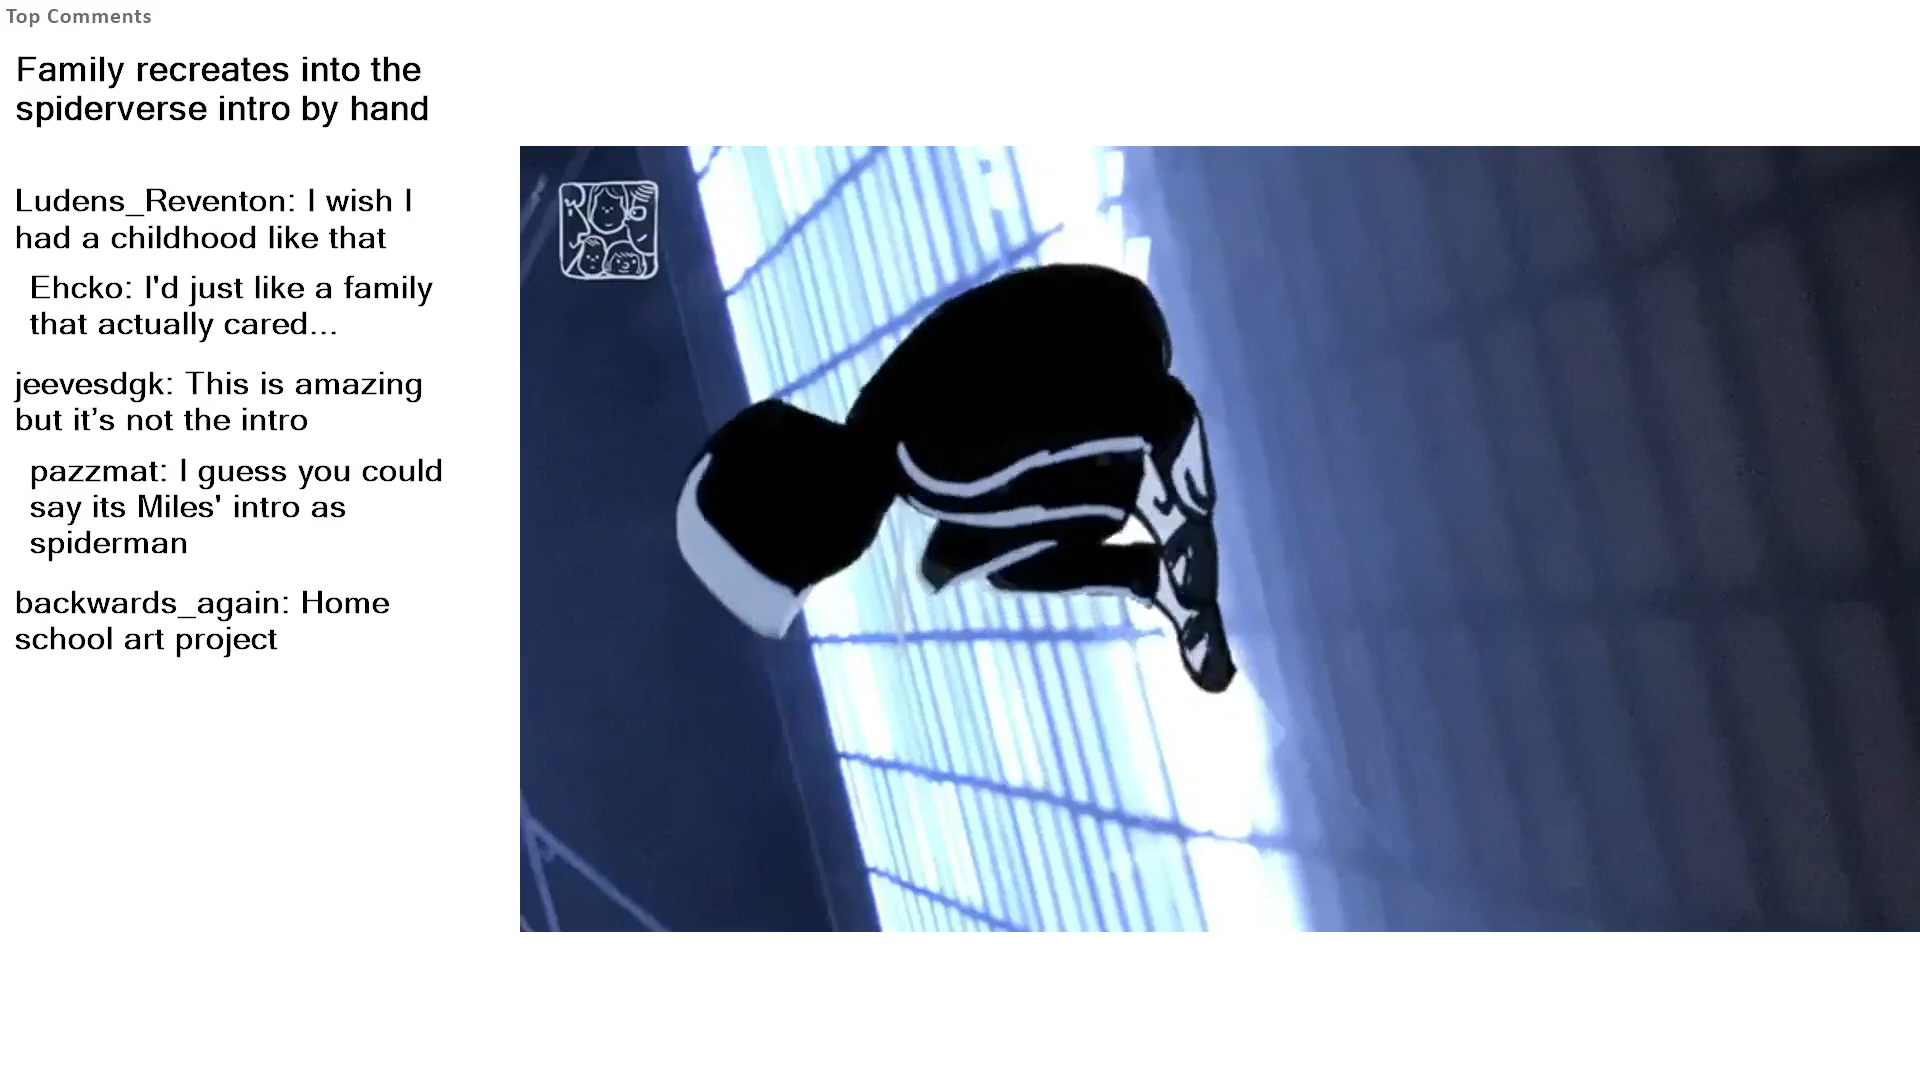 Top Comments
Family recreates into the
spiderverse intro by hand
Ludens_Reventon: I wish I
had a childhood like that
Ehcko: I'd just like a family
that actually cared...
jeevesdgk: This is amazing
but it’s not the intro
pazzmat: I guess you could
say its Miles' intro as
spiderman
backwards_again: Home
school art project